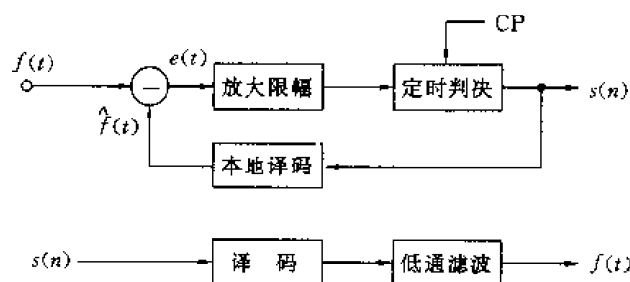 CP
f(t)
e(t)
放大限幅
定时判决
s(n)
f̂(t)
本地译码
s(n)
译 码
低通滤波
f(t)